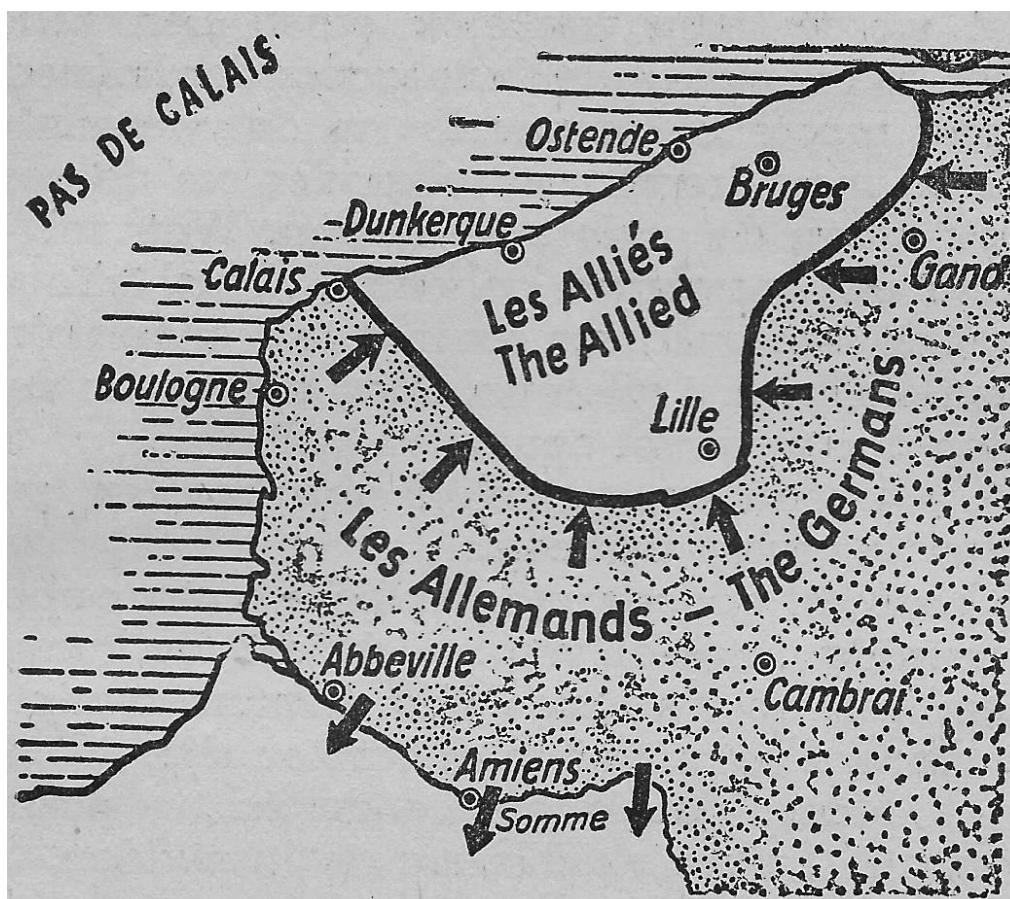 PAS DE CALAIS
Ostende
Bruges
Dunkerque
Calais
Gand
Les Alliés
The Allied
Boulogne
Lille
Les Allemands - The Germans
Abbeville
Cambrai
Amiens
Somme